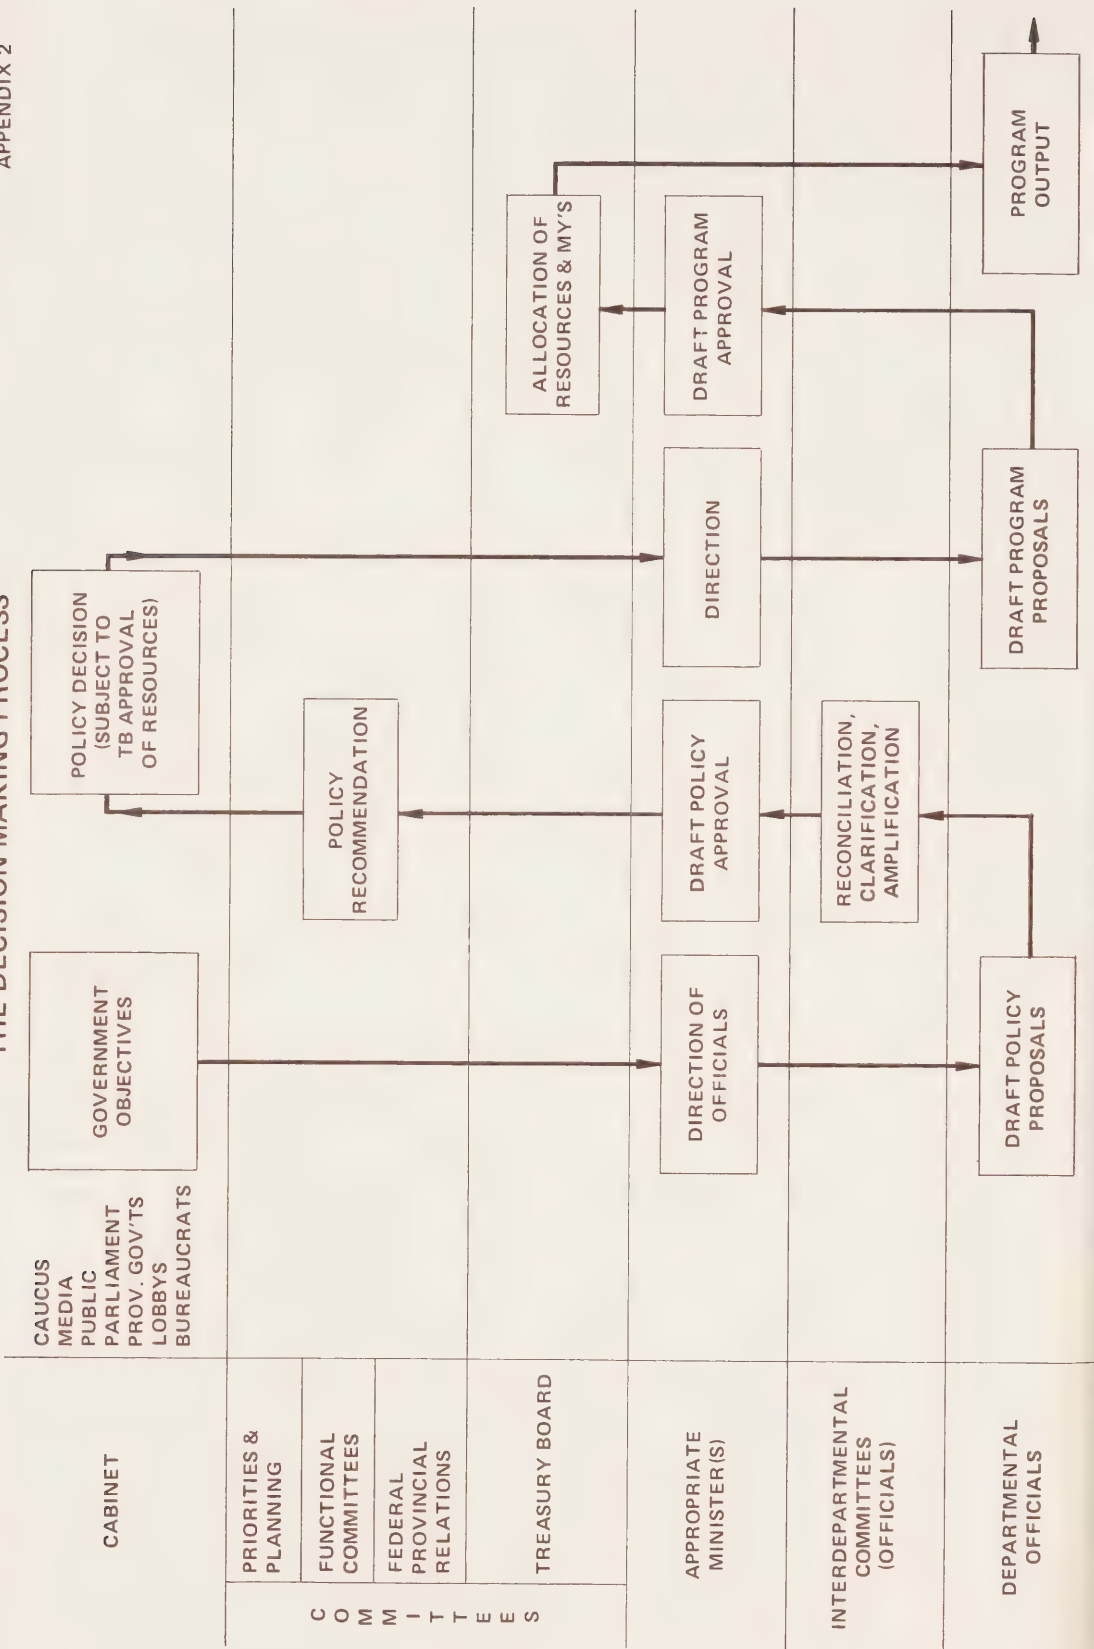 APPENDIX 2
THE DECISION MAKING PROCESS
CABINET
CAUCUS
MEDIA
PUBLIC
PARLIAMENT
PROV. GOV'TS
LOBBYS
BUREAUCRATS
GOVERNMENT
OBJECTIVES
POLICY DECISION
(SUBJECT TO
TB APPROVAL
OF RESOURCES)
COMMITTEES
PRIORITIES &
PLANNING
FUNCTIONAL
COMMITTEES
POLICY
RECOMMENDATION
FEDERAL
PROVINCIAL
RELATIONS
TREASURY BOARD
ALLOCATION OF
RESOURCES & MY'S
APPROPRIATE
MINISTER(S)
DIRECTION OF
OFFICIALS
DRAFT POLICY
APPROVAL
DIRECTION
DRAFT PROGRAM
APPROVAL
INTERDEPARTMENTAL
COMMITTEES
(OFFICIALS)
RECONCILIATION,
CLARIFICATION,
AMPLIFICATION
DEPARTMENTAL
OFFICIALS
DRAFT POLICY
PROPOSALS
DRAFT PROGRAM
PROPOSALS
PROGRAM
OUTPUT